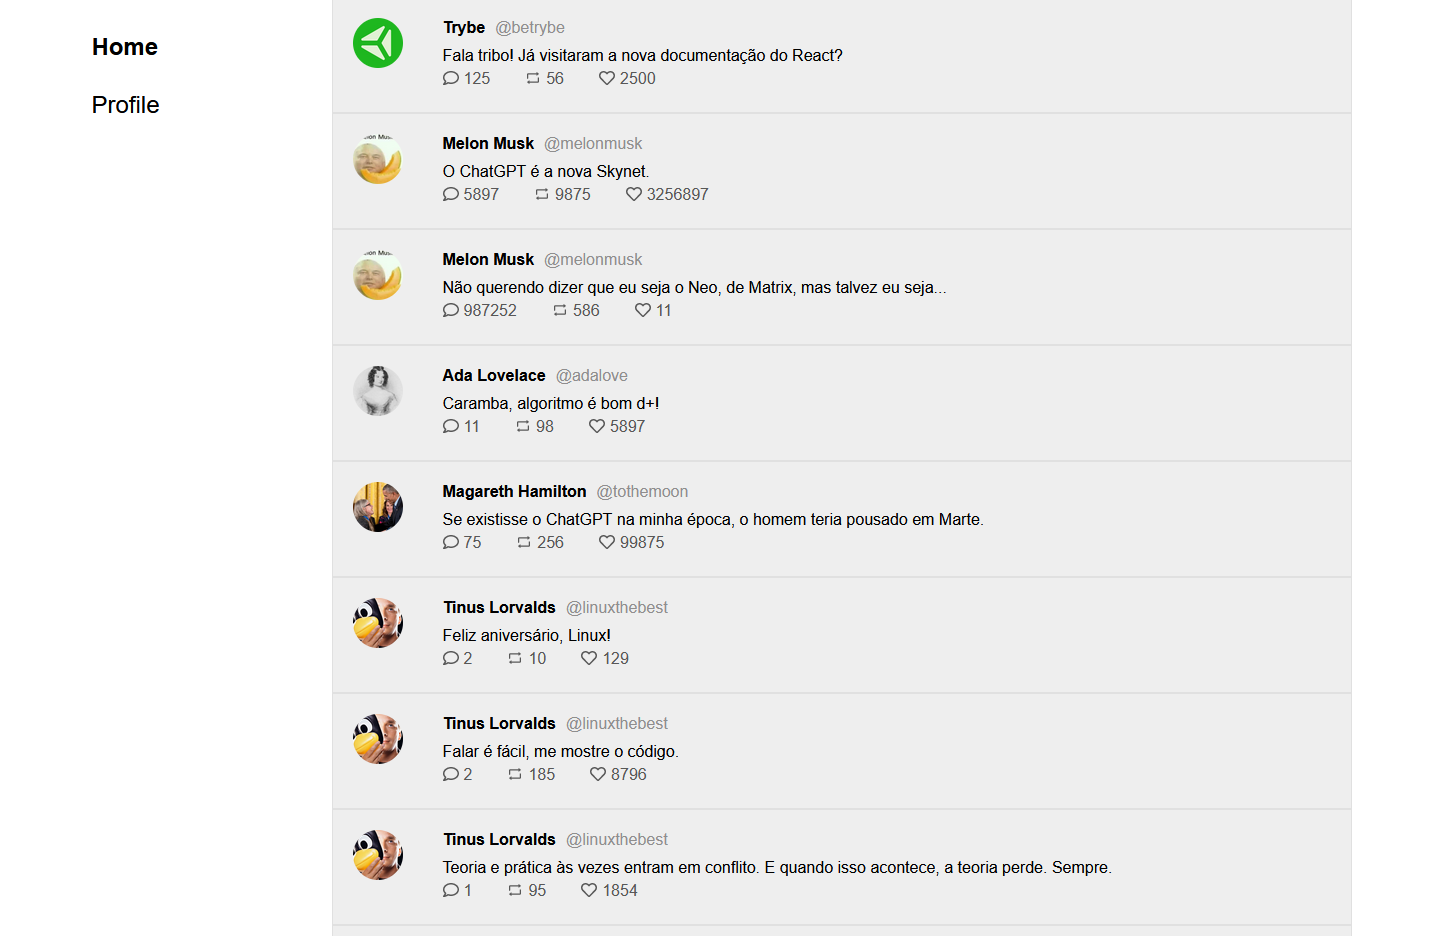 Home
Profile
Trybe @betrybe
Fala tribo! Já visitaram a nova documentação do React?
125 56 2500
Melon Musk @melonmusk
O ChatGPT é a nova Skynet.
5897 9875 3256897
Melon Musk @melonmusk
Não querendo dizer que eu seja o Neo, de Matrix, mas talvez eu seja...
987252 586 11
Ada Lovelace @adalove
Caramba, algoritmo é bom d+!
11 98 5897
Magareth Hamilton @tothemoon
Se existisse o ChatGPT na minha época, o homem teria pousado em Marte.
75 256 99875
Tinus Lorvalds @linuxthebest
Feliz aniversário, Linux!
2 10 129
Tinus Lorvalds @linuxthebest
Falar é fácil, me mostre o código.
2 185 8796
Tinus Lorvalds @linuxthebest
Teoria e prática às vezes entram em conflito. E quando isso acontece, a teoria perde. Sempre.
1 95 1854